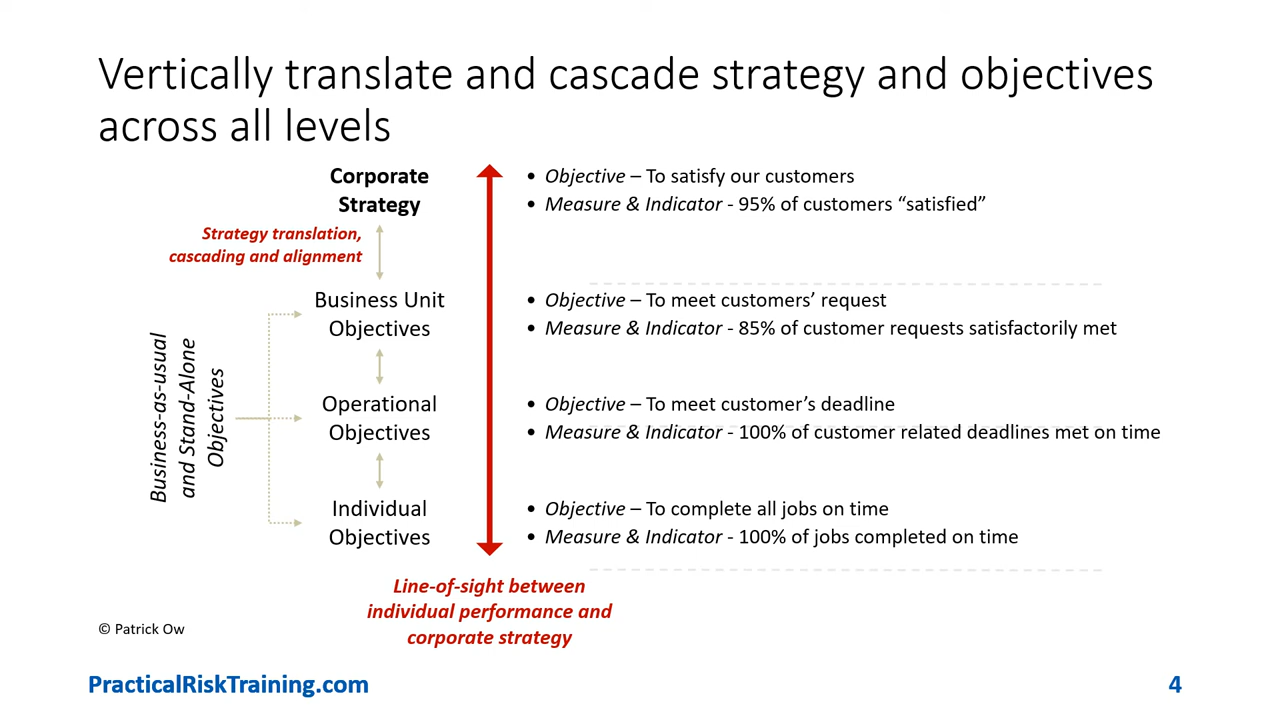 Vertically translate and cascade strategy and objectives
across all levels
Corporate
Strategy
• Objective – To satisfy our customers
• Measure & Indicator - 95% of customers “satisfied”
Strategy translation,
cascading and alignment
Business Unit
Objectives
• Objective – To meet customers’ request
• Measure & Indicator - 85% of customer requests satisfactorily met
Business-as-usual
and Stand-Alone
Objectives
Operational
Objectives
• Objective – To meet customer’s deadline
• Measure & Indicator - 100% of customer related deadlines met on time
Individual
Objectives
• Objective – To complete all jobs on time
• Measure & Indicator - 100% of jobs completed on time
Line-of-sight between
individual performance and
corporate strategy
© Patrick Ow
PracticalRiskTraining.com
4